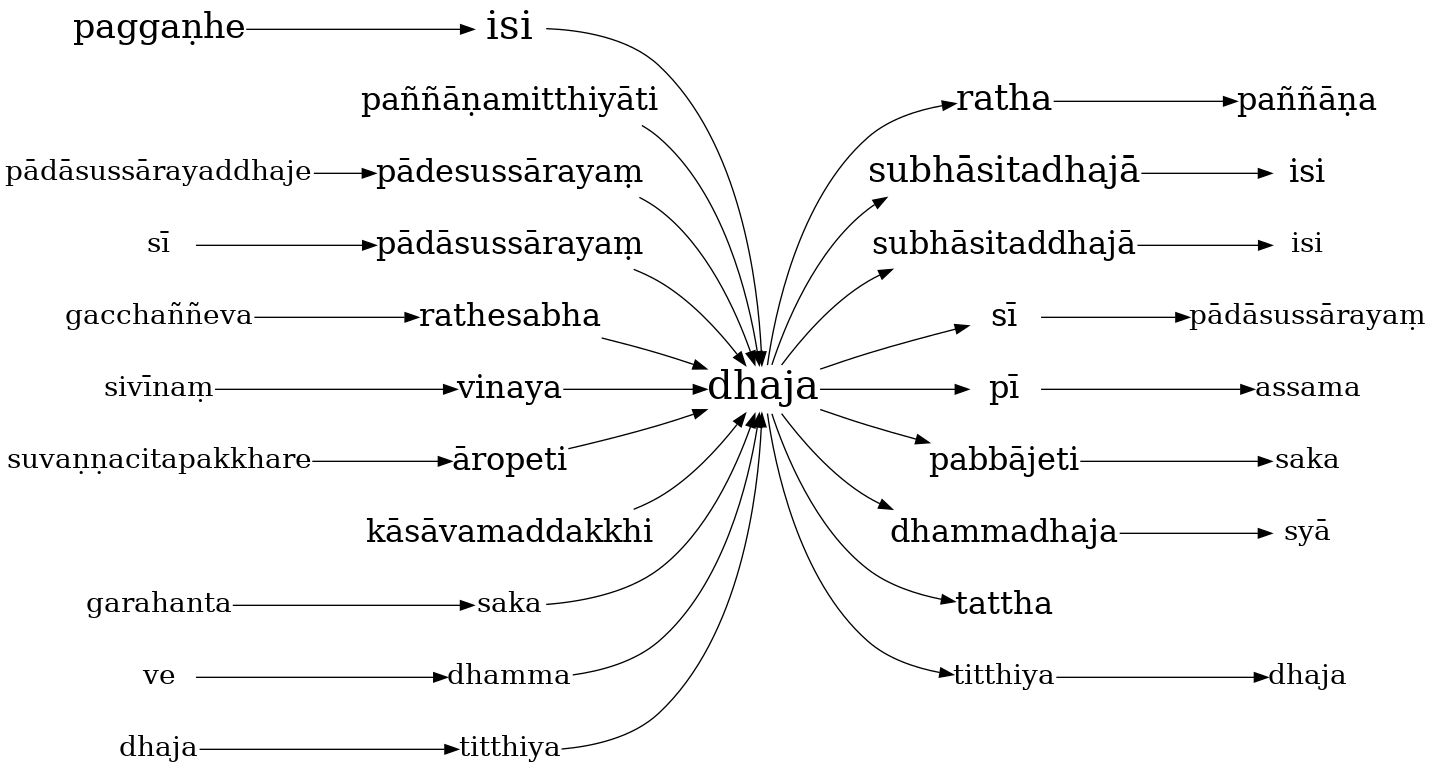 paggaṇhe isi
paññāṇamitthiyāti ratha paññāṇa
pādāsussārayaddhaje pādesussārayaṃ subhāsitadhajā isi
sī pādāsussārayaṃ subhāsitaddhajā isi
gacchaññeva rathesabha sī pādāsussārayaṃ
sivīnaṃ vinaya dhaja pī assama
suvaṇṇacitapakkhare āropeti pabbājeti saka
kāsāvamaddakkhi dhammadhaja syā
garahanta saka tattha
ve dhamma titthiya dhaja
dhaja titthiya